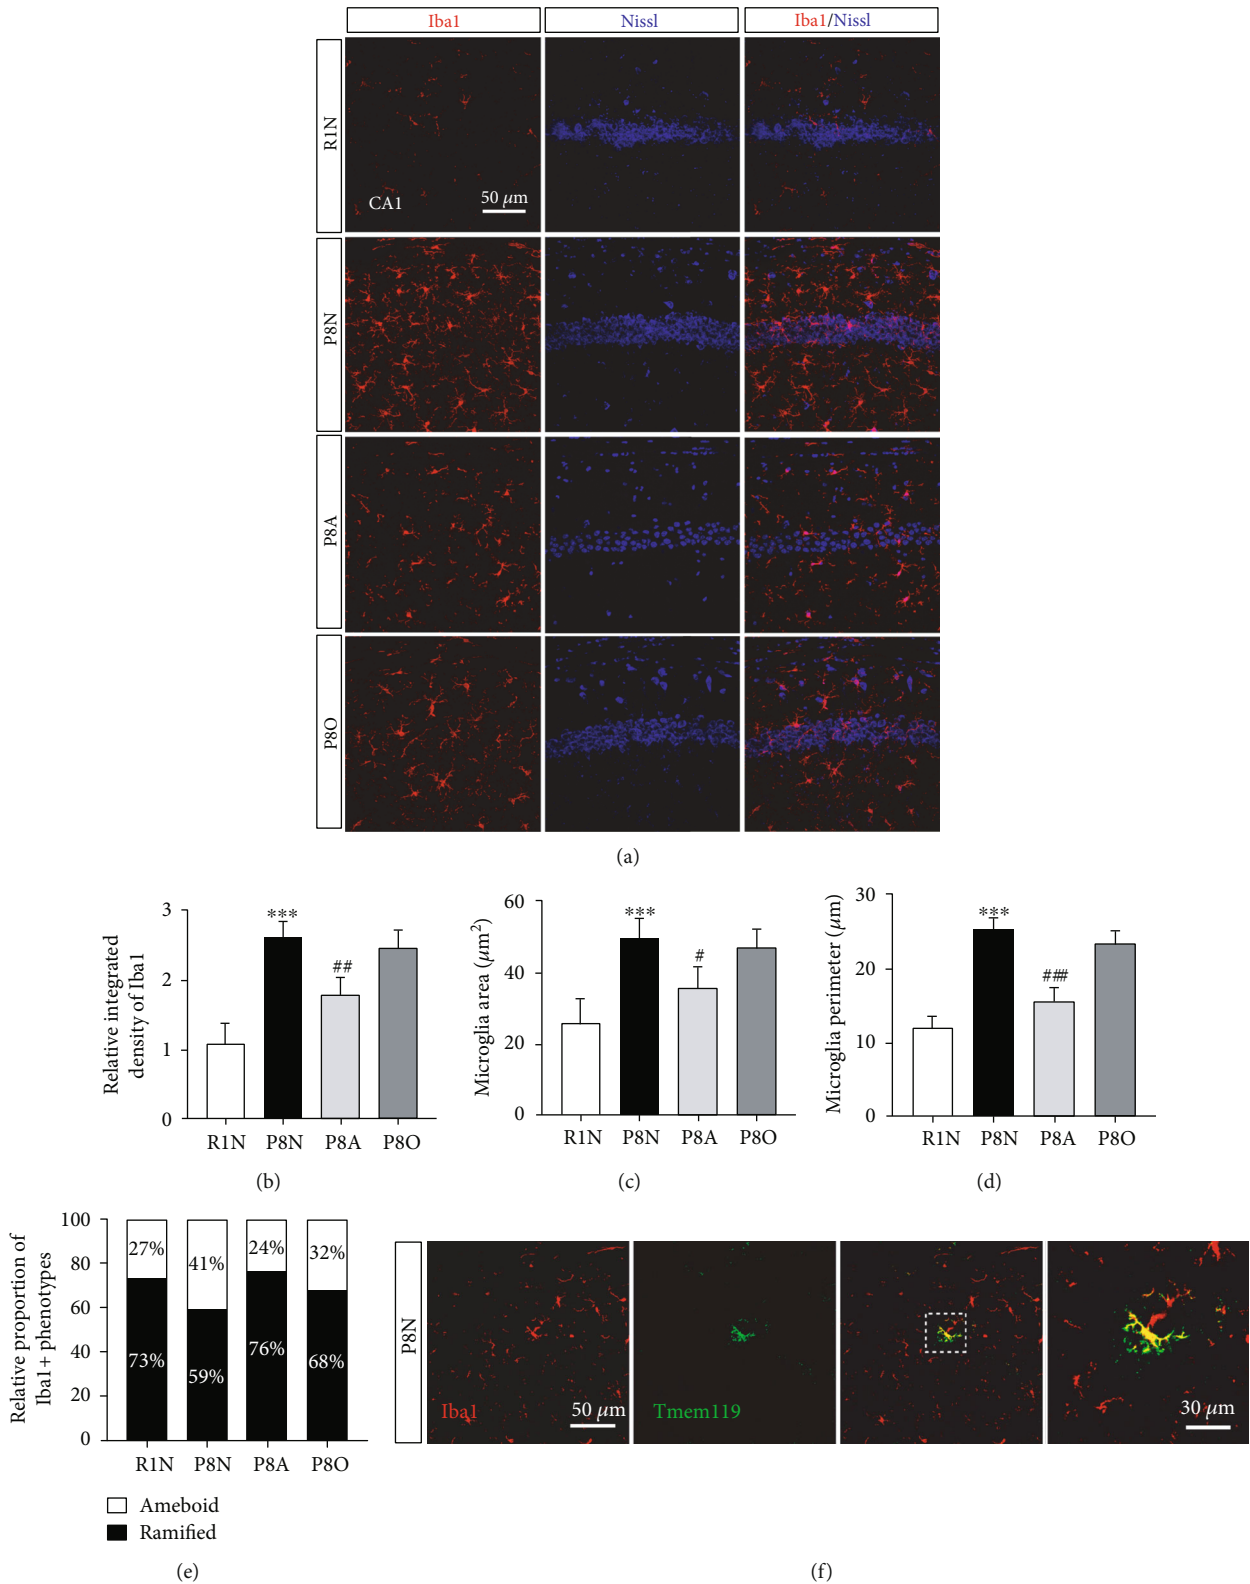 Iba1 Nissl Iba1/Nissl
R1N
CA1 50 μm
P8N
P8A
P8O
(a)
Relative integrated
density of Iba1
3
2
1
0
***
##
R1N P8N P8A P8O
(b)
Microglia area (μm²)
60
40
20
0
***
#
R1N P8N P8A P8O
(c)
Microglia perimeter (μm)
30
20
10
0
***
###
R1N P8N P8A P8O
(d)
Relative proportion of
Iba1+ phenotypes
100
80
60
40
20
0
27% 41% 24% 32%
73% 59% 76% 68%
R1N P8N P8A P8O
Ameboid
Ramified
(e)
P8N
Iba1 50 μm Tmem119 30 μm
(f)